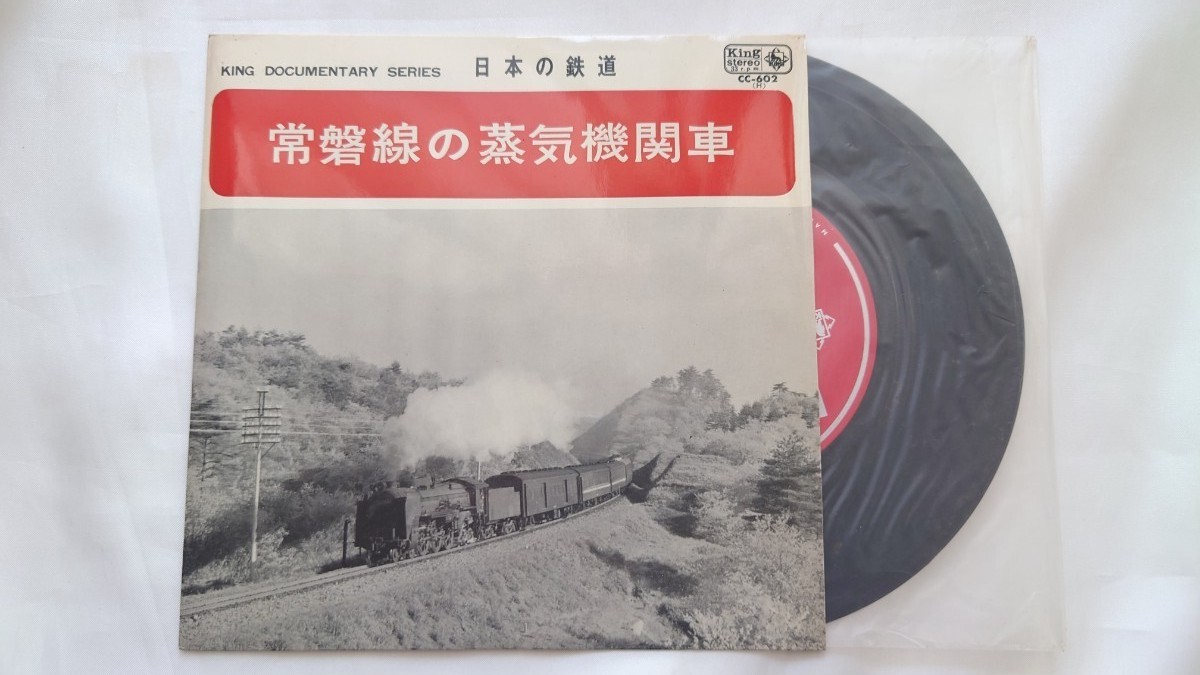 KING DOCUMENTARY SERIES 日本の鉄道
King
stereo
33 r.p.m.
CC-602
(H)
常磐線の蒸気機関車